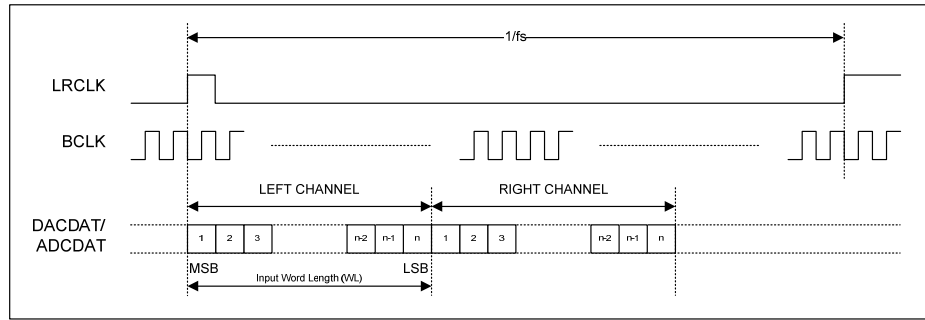 1/fs
LRCLK
BCLK
LEFT CHANNEL
RIGHT CHANNEL
DACDAT/
ADCDAT
1 2 3 n-2 n-1 n 1 2 3 n-2 n-1 n
MSB
LSB
Input Word Length (WL)